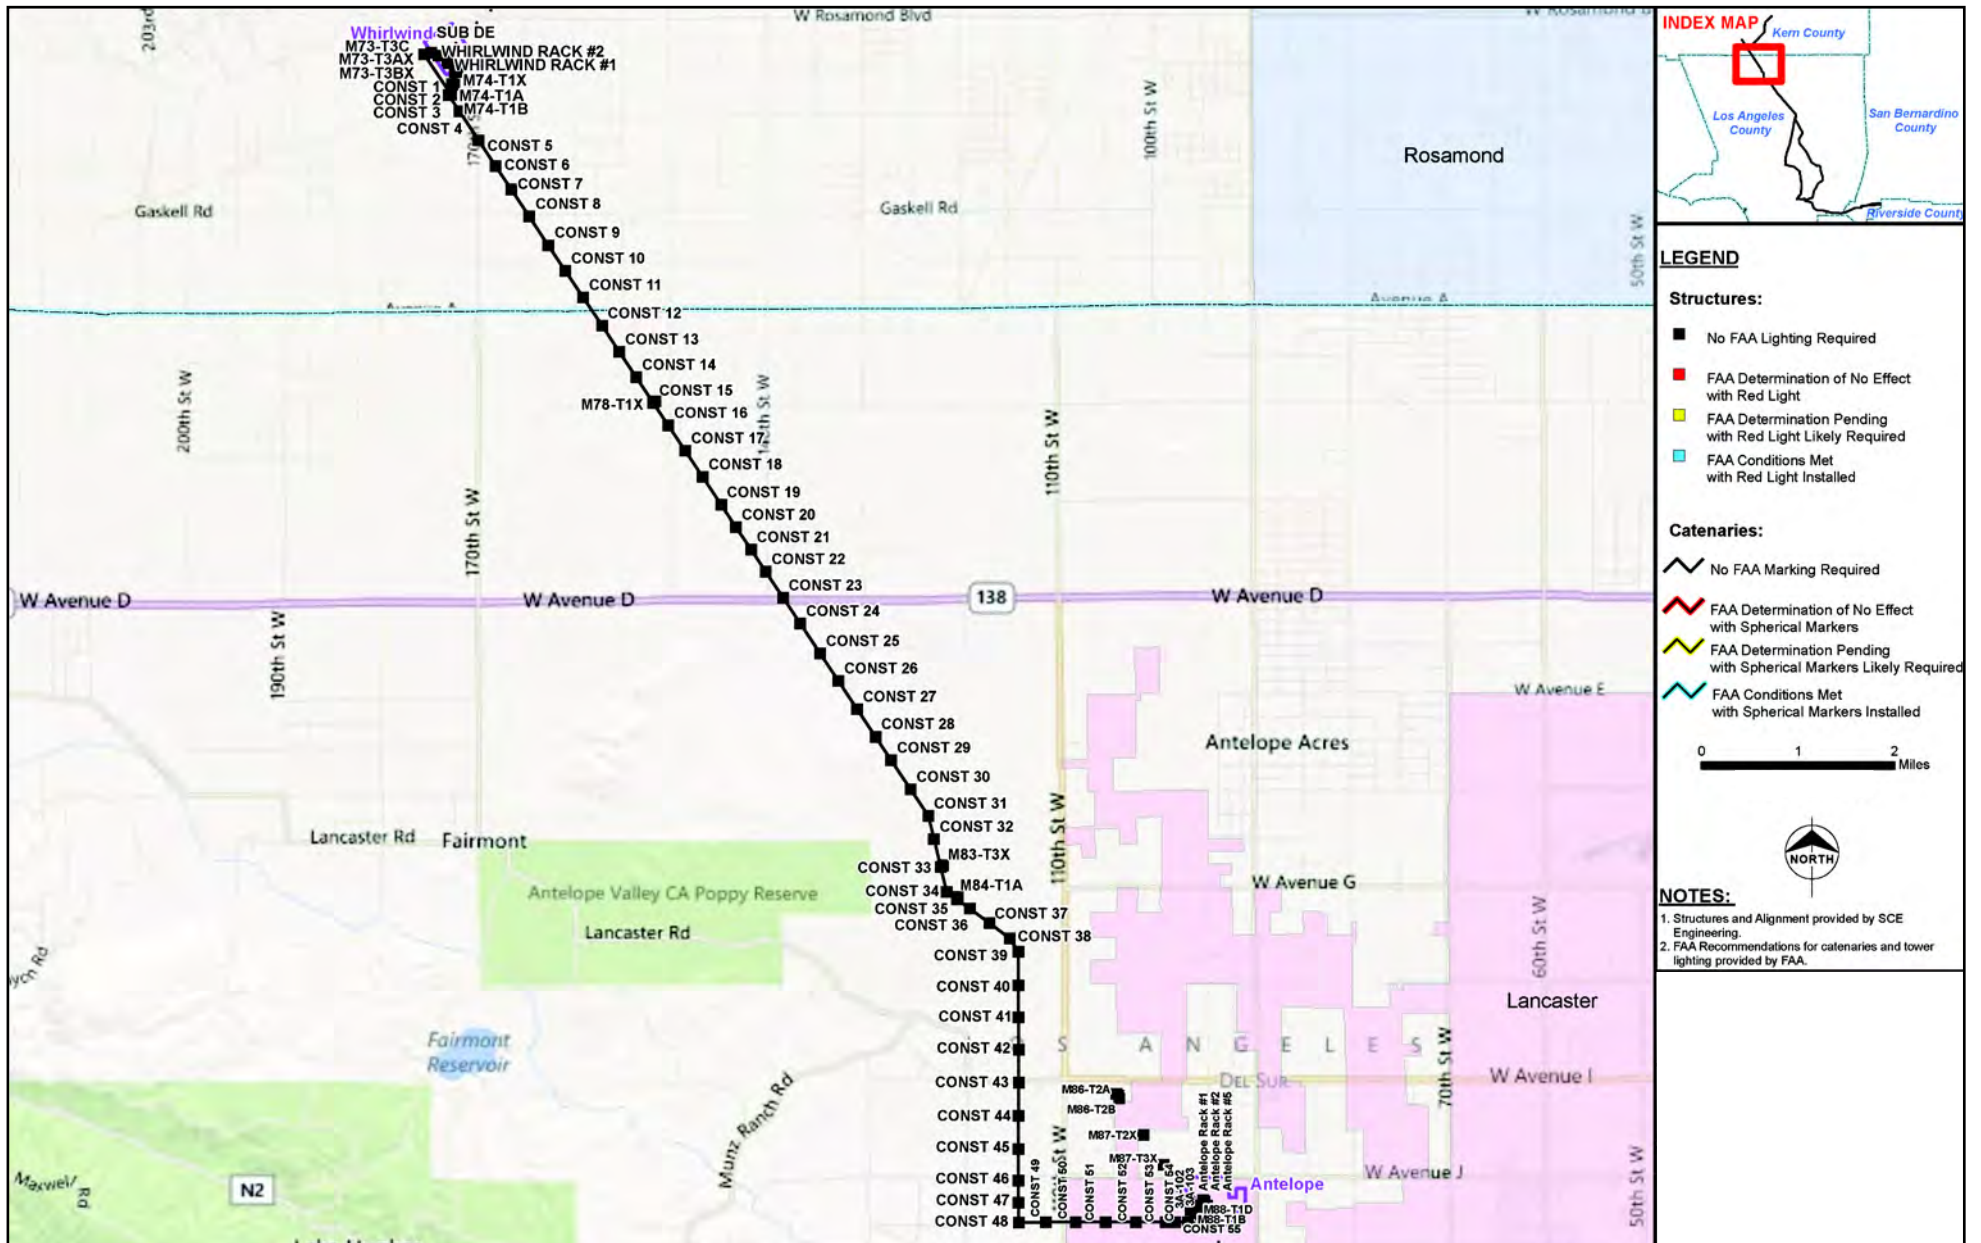 W Rosamond Blvd
203rd
Whirlwind
SUB DE
M73-T3C
WHIRLWIND RACK #2
M73-T3AX
WHIRLWIND RACK #1
M73-T3BX
M74-T1X
CONST 1
M74-T1A
CONST 2
M74-T1B
CONST 3
CONST 4
CONST 5
CONST 6
CONST 7
CONST 8
Gaskell Rd
Gaskell Rd
100th St W
Rosamond
50th St W
CONST 9
CONST 10
CONST 11
Avenue A
CONST 12
CONST 13
CONST 14
CONST 15
M78-T1X
CONST 16
CONST 17
CONST 18
CONST 19
CONST 20
CONST 21
CONST 22
CONST 23
200th St W
170th St W
110th St W
W Avenue D
W Avenue D
138
W Avenue D
CONST 24
CONST 25
CONST 26
CONST 27
CONST 28
CONST 29
CONST 30
CONST 31
CONST 32
190th St W
W Avenue E
Antelope Acres
Lancaster Rd
Fairmont
110th St W
M83-T3X
CONST 33
M84-T1A
CONST 34
CONST 35
CONST 37
CONST 36
CONST 38
CONST 39
Antelope Valley CA Poppy Reserve
Lancaster Rd
W Avenue G
60th St W
Lancaster
CONST 40
CONST 41
CONST 42
CONST 43
CONST 44
CONST 45
CONST 46
CONST 47
CONST 48
Fairmont
Reservoir
S ANGELES
DEL SUR
W Avenue I
70th St W
Munz Ranch Rd
N2
M86-T2A
M86-T2B
M87-T2X
M87-T3X
CONST 49
CONST 50
CONST 51
CONST 52
CONST 53
CONST 54
3A-102
3A-103
Antelope Rack #1
Antelope Rack #2
Antelope Rack #5
W Avenue J
Antelope
M88-T1D
M88-T1B
CONST 55
50th St W
INDEX MAP
Kern County
Los Angeles
County
San Bernardino
County
Riverside County
LEGEND
Structures:
No FAA Lighting Required
FAA Determination of No Effect
with Red Light
FAA Determination Pending
with Red Light Likely Required
FAA Conditions Met
with Red Light Installed
Catenaries:
No FAA Marking Required
FAA Determination of No Effect
with Spherical Markers
FAA Determination Pending
with Spherical Markers Likely Required
FAA Conditions Met
with Spherical Markers Installed
0 1 2
Miles
NORTH
NOTES:
1. Structures and Alignment provided by SCE
Engineering.
2. FAA Recommendations for catenaries and tower
lighting provided by FAA.